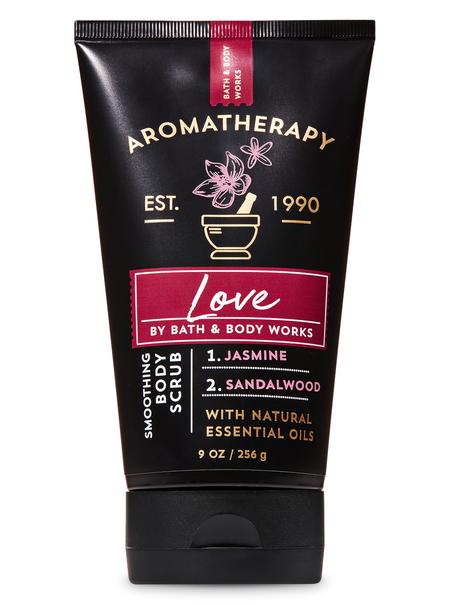 BATH & BODY
WORKS
AROMATHERAPY
EST. 1990
Love
BY BATH & BODY WORKS
SMOOTHING
BODY
SCRUB
1. JASMINE
2. SANDALWOOD
WITH NATURAL
ESSENTIAL OILS
9 OZ / 256 g